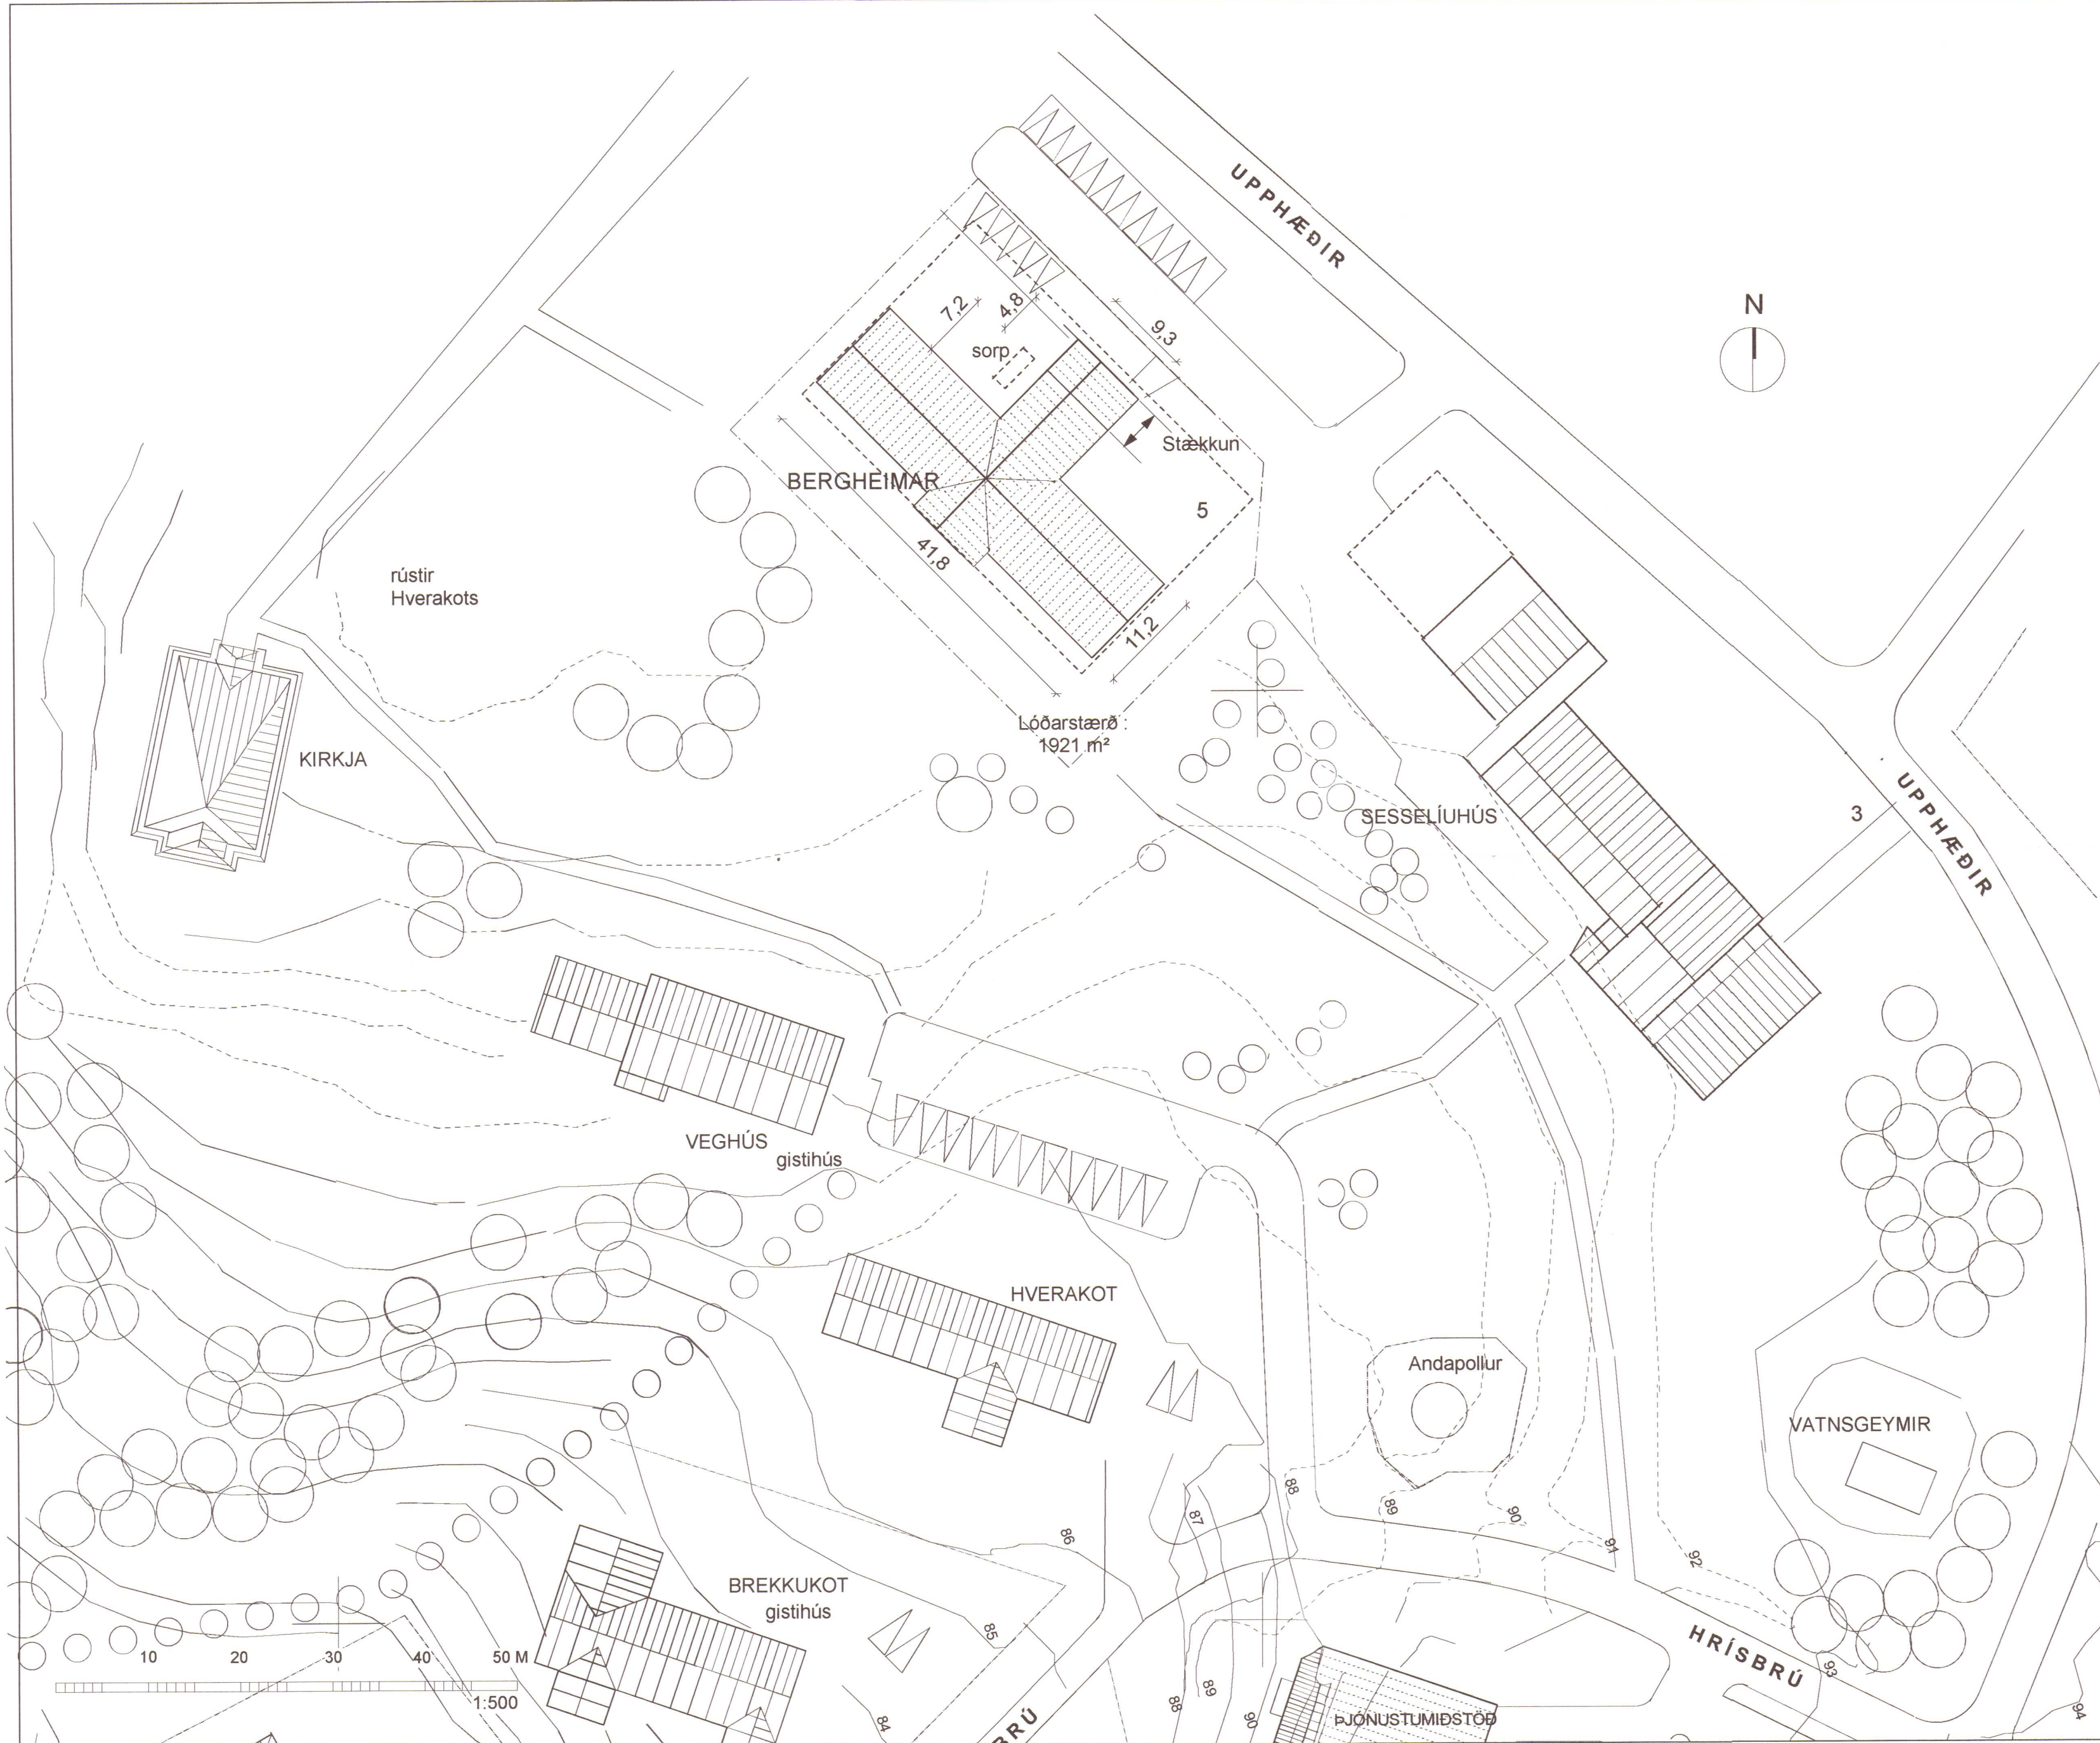 UPPHÆÐIR
N
7,2
4,8
9,3
sorp
Stækkun
BERGHEIMAR
5
41,8
rústir
Hverakots
11,2
Lóðarstærð :
1921 m²
KIRKJA
SESSELÍUHÚS
3
UPPHÆÐIR
VEGHÚS
gistihús
HVERAKOT
Andapollur
VATNSGEYMIR
88
89
90
87
86
91
92
BREKKUKOT
gistihús
85
HRÍSBRÚ
93
10 20 30 40 50 M
1:500
88
89
90
84
BRÚ
ÞJÓNUSTUMIÐSTÖÐ
94